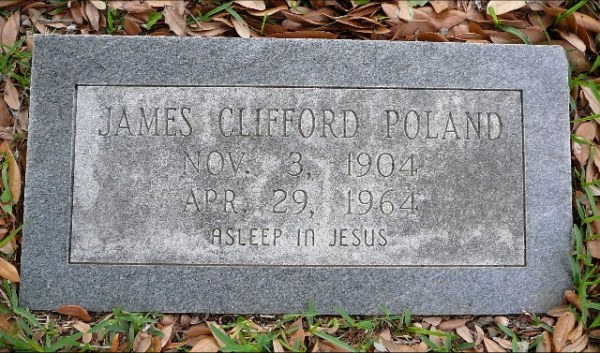 JAMES CLIFFORD POLAND
NOV. 3, 1904
APR. 29, 1964
ASLEEP IN JESUS